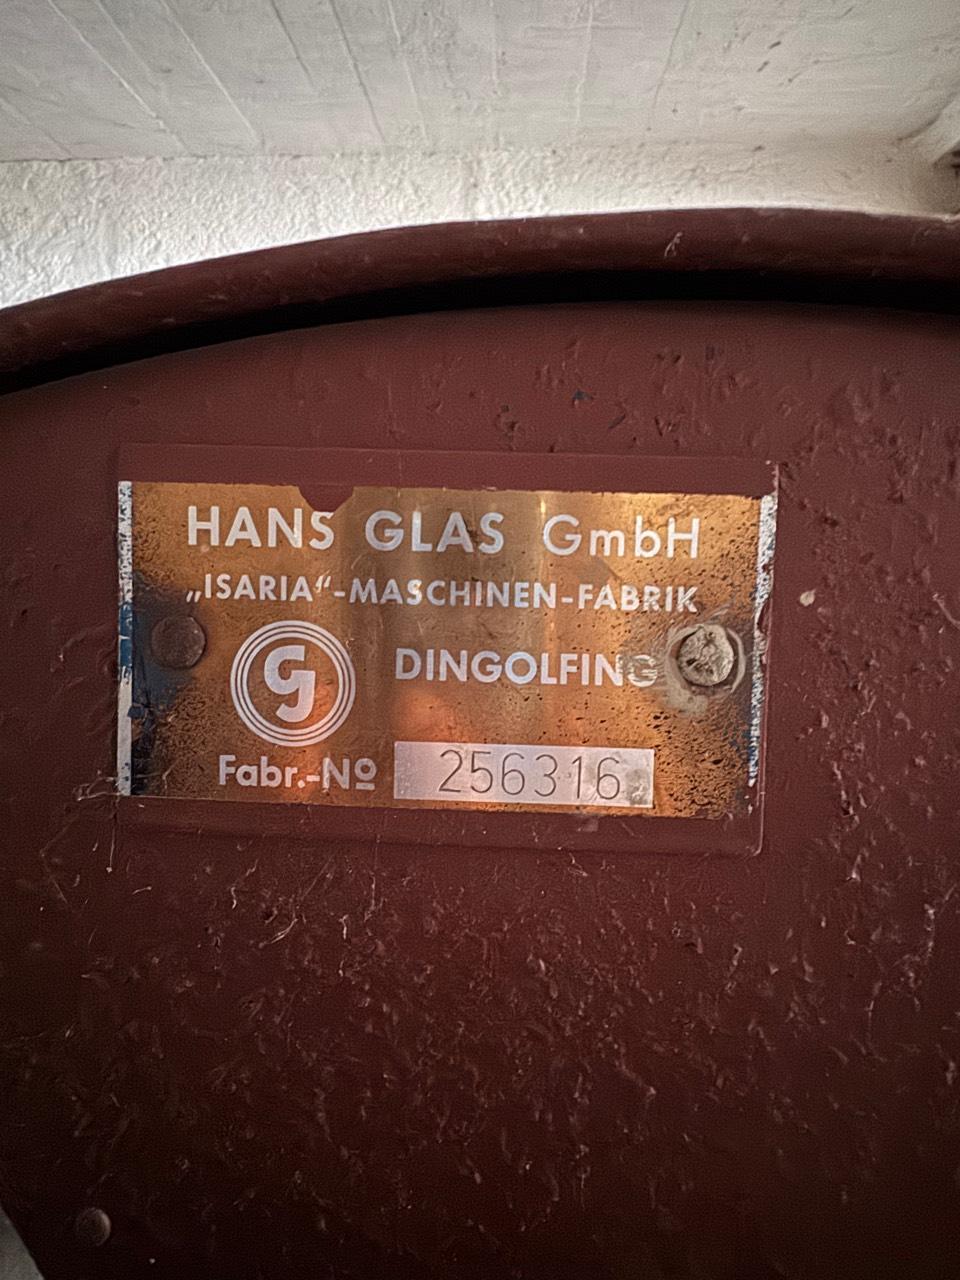 HANS GLAS GmbH
„ISARIA“-MASCHINEN-FABRIK
G
DINGOLFING
Fabr.-Nº 256316